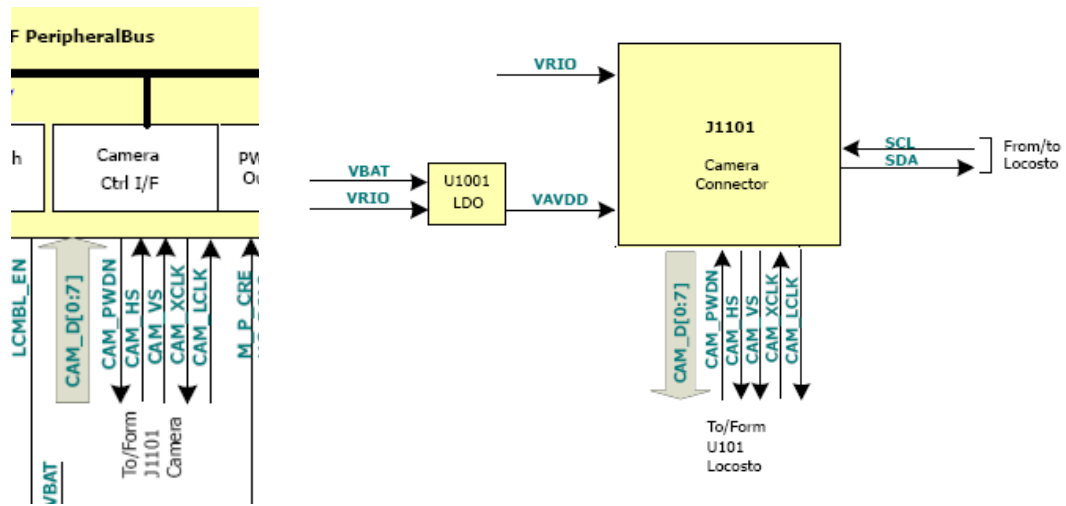 F PeripheralBus
h
Camera
Ctrl I/F
PW
Ou
LCMBL_EN
CAM_D[0:7]
CAM_PWDN
CAM_HS
CAM_VS
CAM_XCLK
CAM_LCLK
M_P_CRE
To/Form
J1101
Camera
VBAT
VRIO
VBAT
VRIO
U1001
LDO
VAVDD
J1101
Camera
Connector
SCL
SDA
From/to
Locosto
CAM_D[0:7]
CAM_PWDN
CAM_HS
CAM_VS
CAM_XCLK
CAM_LCLK
To/Form
U101
Locosto